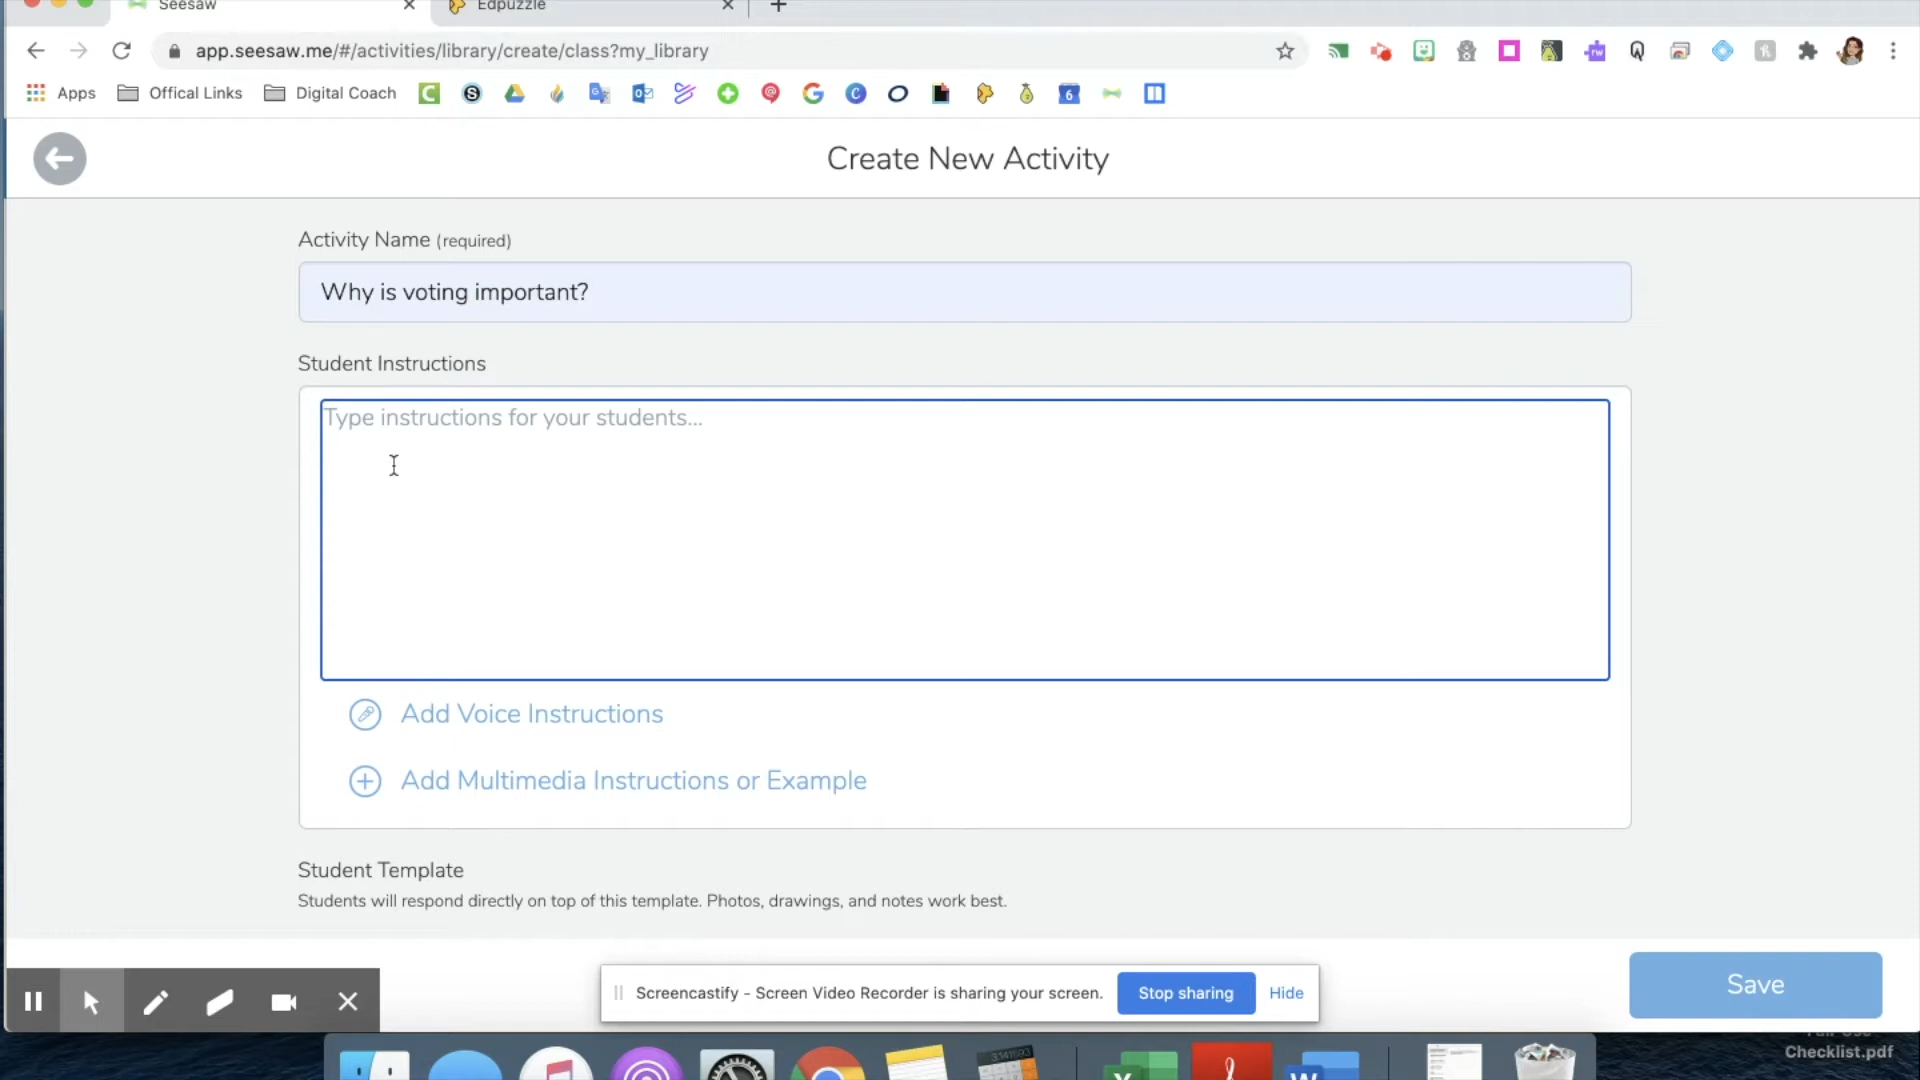 Seesaw
Edpuzzle
app.seesaw.me/#/activities/library/create/class?my_library
Apps
Offical Links
Digital Coach
Create New Activity
Activity Name (required)
Why is voting important?
Student Instructions
Type instructions for your students...
Add Voice Instructions
Add Multimedia Instructions or Example
Student Template
Students will respond directly on top of this template. Photos, drawings, and notes work best.
Screencastify - Screen Video Recorder is sharing your screen.
Stop sharing
Hide
Save
Checklist.pdf